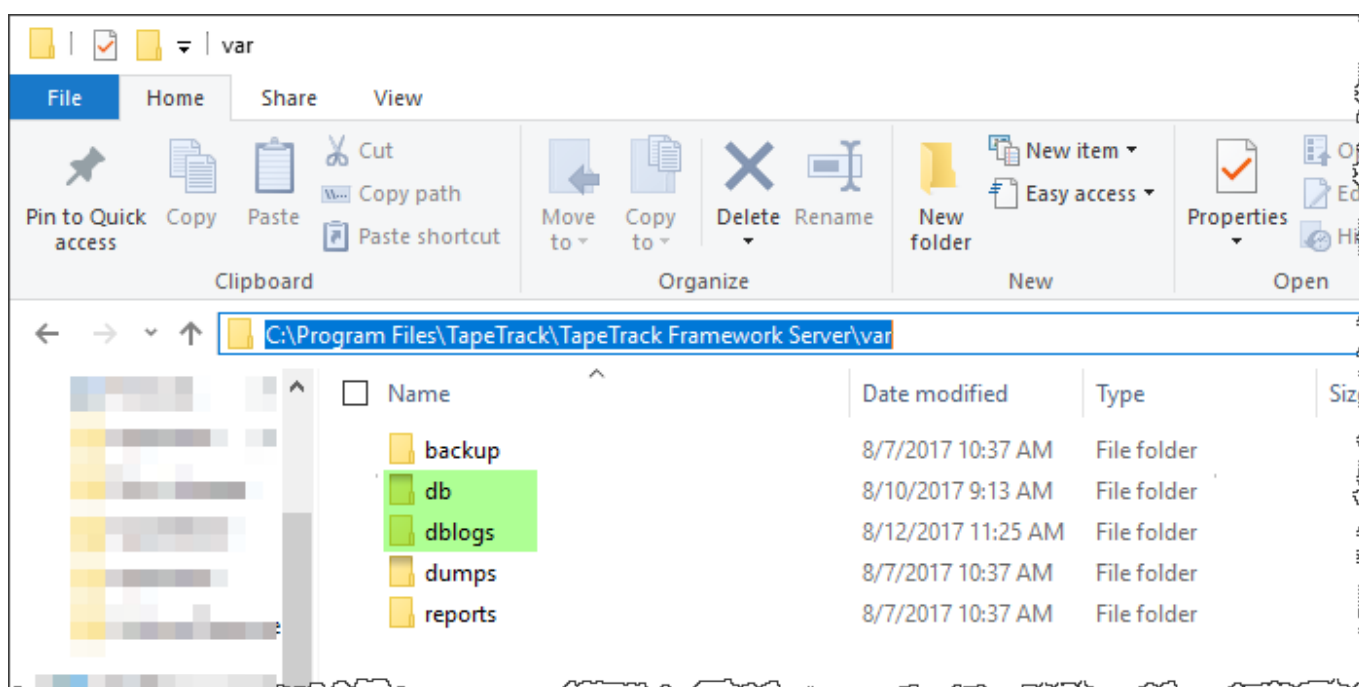 var
File Home Share View
Cut
Copy path
Paste shortcut
Pin to Quick access
Copy
Paste
Clipboard
Move to
Copy to
Delete
Rename
Organize
New folder
New item
Easy access
New
Properties
Open
C:\Program Files\TapeTrack\TapeTrack Framework Server\var
Name Date modified Type
backup 8/7/2017 10:37 AM File folder
db 8/10/2017 9:13 AM File folder
dblogs 8/12/2017 11:25 AM File folder
dumps 8/7/2017 10:37 AM File folder
reports 8/7/2017 10:37 AM File folder